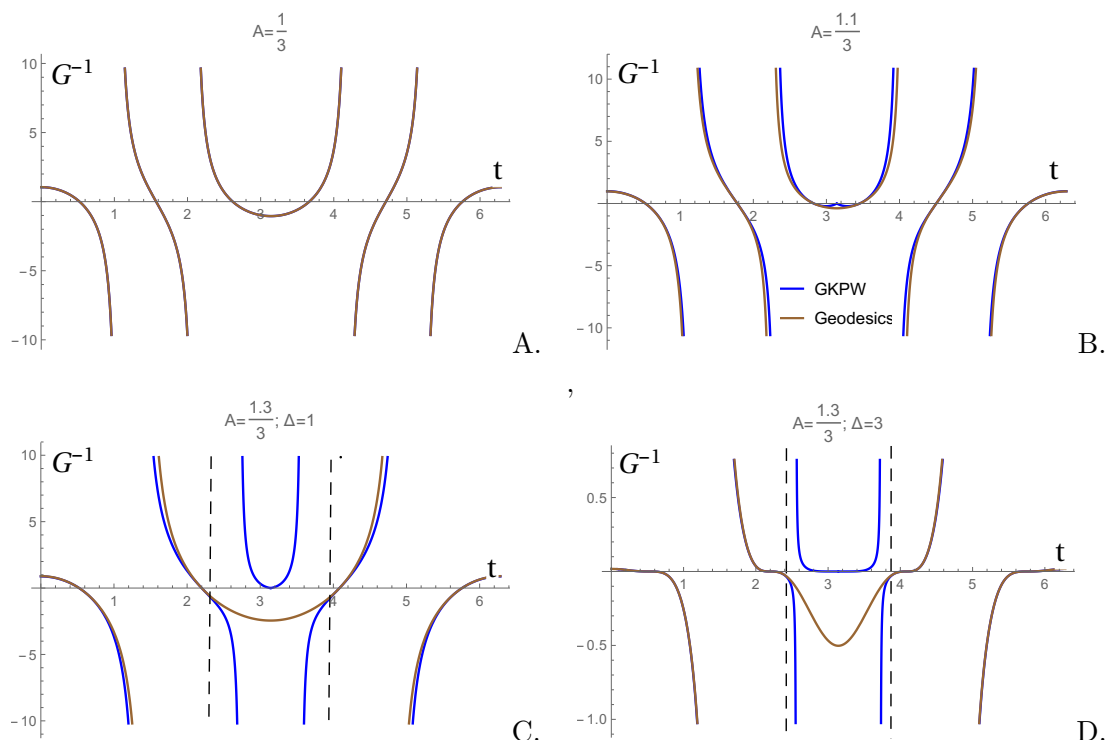 A=1/3
G⁻¹
10
5
−5
−10
1 2 3 4 5 6
t
A.
A=1.1/3
G⁻¹
10
5
−5
−10
1 2 3 4 5 6
t
GKPW
Geodesics
B.
,
A=1.3/3; Δ=1
G⁻¹
10
5
−5
−10
1 2 3 4 5 6
t
C.
A=1.3/3; Δ=3
G⁻¹
0.5
−0.5
−1.0
1 2 3 4 5 6
t
D.